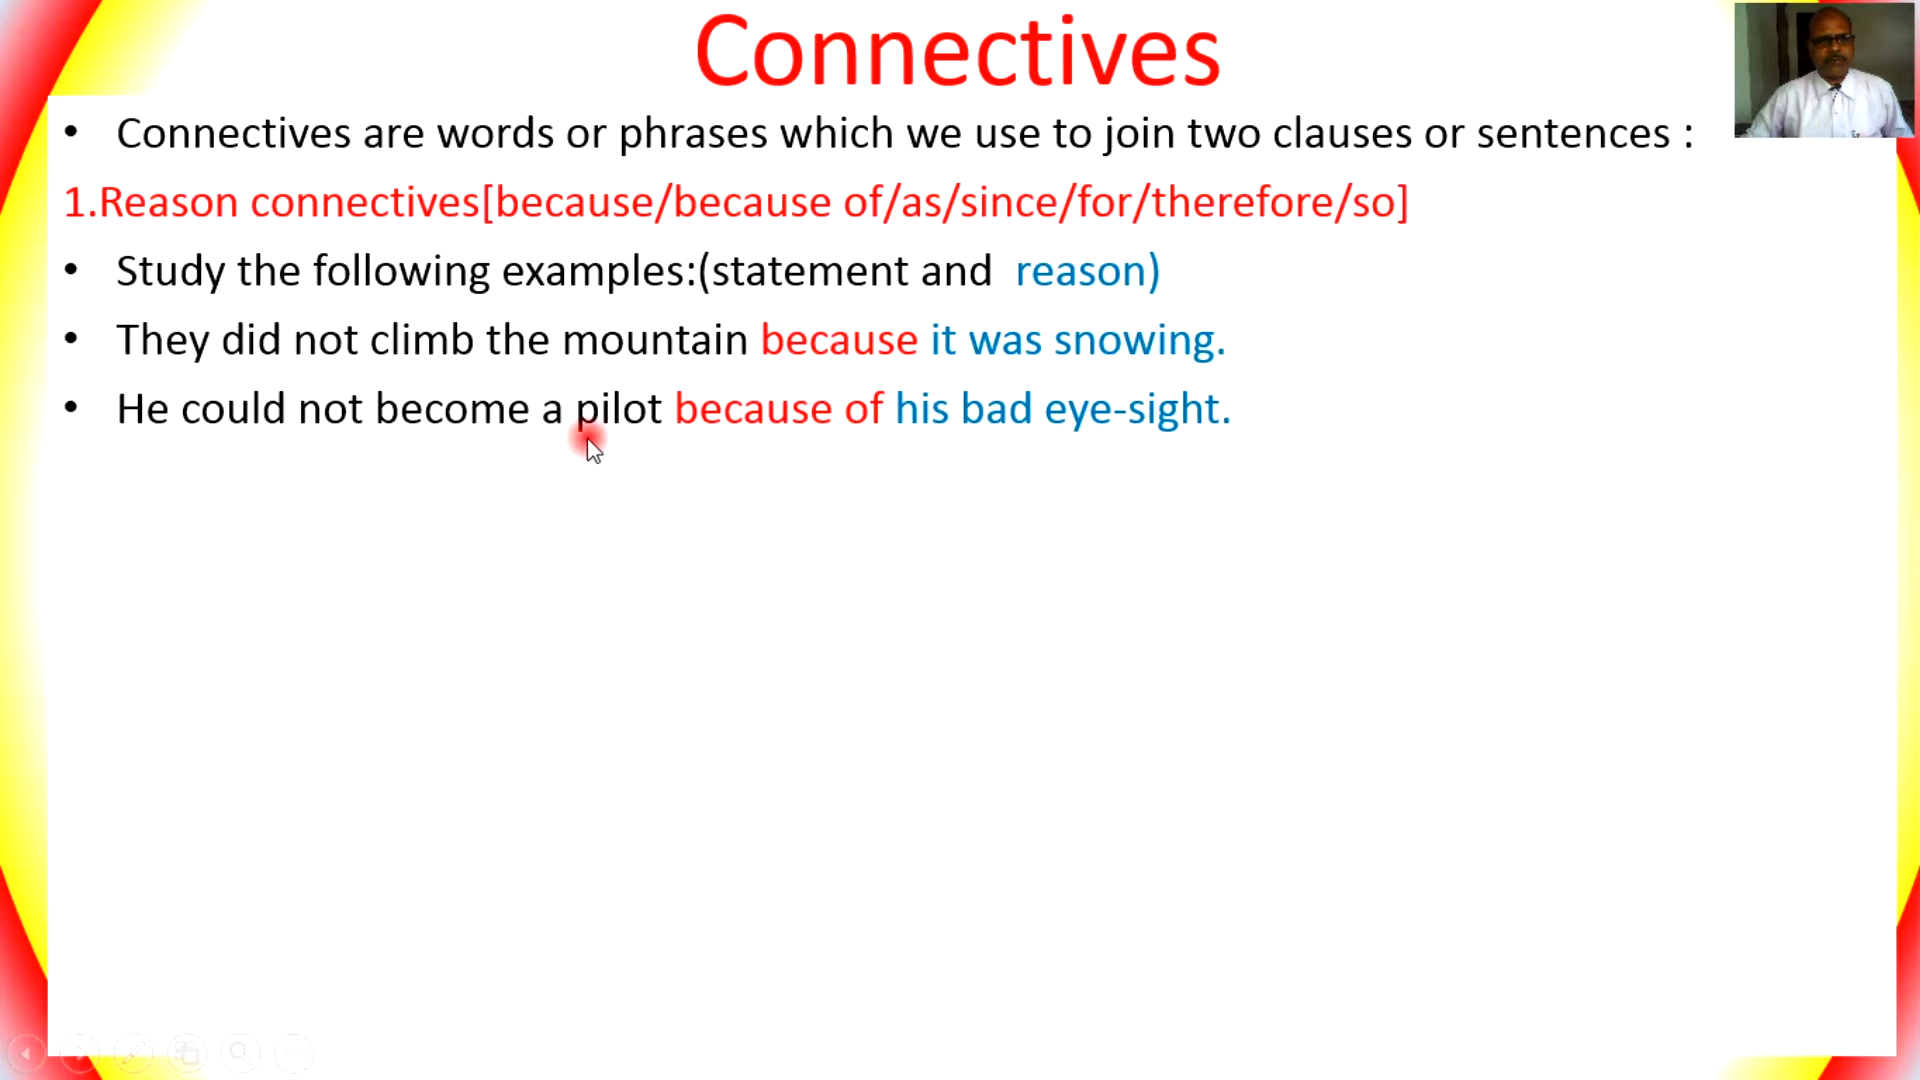 Connectives
• Connectives are words or phrases which we use to join two clauses or sentences :
1.Reason connectives[because/because of/as/since/for/therefore/so]
• Study the following examples:(statement and  reason)
• They did not climb the mountain because it was snowing.
• He could not become a pilot because of his bad eye-sight.